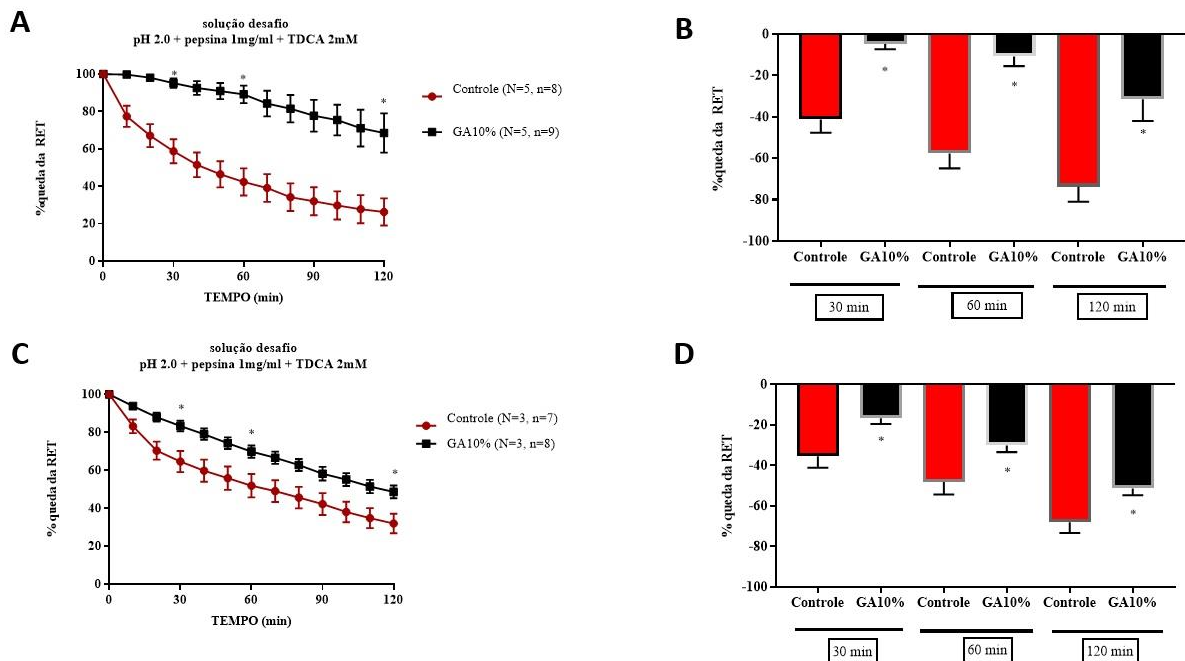 A
solução desafio
pH 2.0 + pepsina 1mg/ml + TDCA 2mM
%queda da RET
100
80
60
40
20
0
0
30
60
90
120
TEMPO (min)
*
*
*
Controle (N=5, n=8)
GA10% (N=5, n=9)
B
%queda da RET
0
-20
-40
-60
-80
-100
*
*
*
Controle
GA10%
Controle
GA10%
Controle
GA10%
30 min
60 min
120 min
C
solução desafio
pH 2.0 + pepsina 1mg/ml + TDCA 2mM
% queda da RET
100
80
60
40
20
0
0
30
60
90
120
TEMPO (min)
*
*
*
Controle (N=3, n=7)
GA10% (N=3, n=8)
D
% queda da RET
0
-20
-40
-60
-80
-100
*
*
*
Controle
GA10%
Controle
GA10%
Controle
GA10%
30 min
60 min
120 min